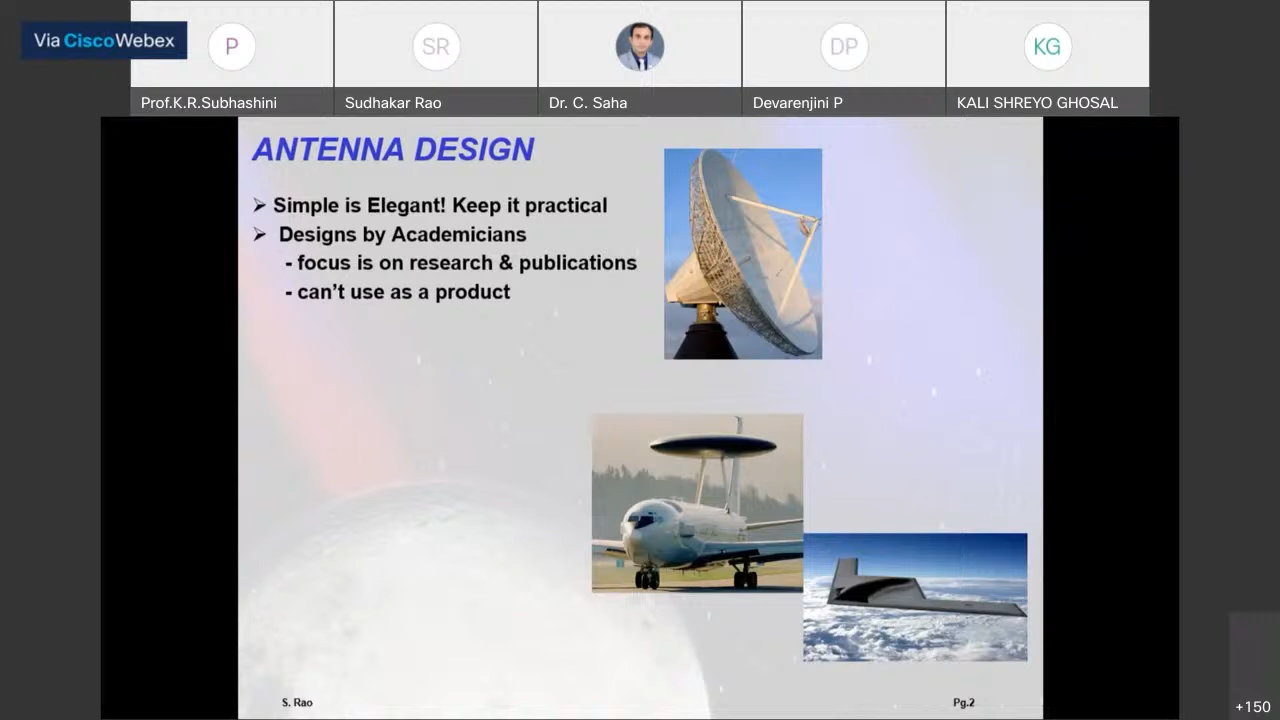 Via CiscoWebex
P
SR
DP
KG
Prof.K.R.Subhashini
Sudhakar Rao
Dr. C. Saha
Devarenjini P
KALI SHREYO GHOSAL
ANTENNA DESIGN
➢ Simple is Elegant! Keep it practical
➢ Designs by Academicians
- focus is on research & publications
- can't use as a product
S. Rao
Pg.2
+150